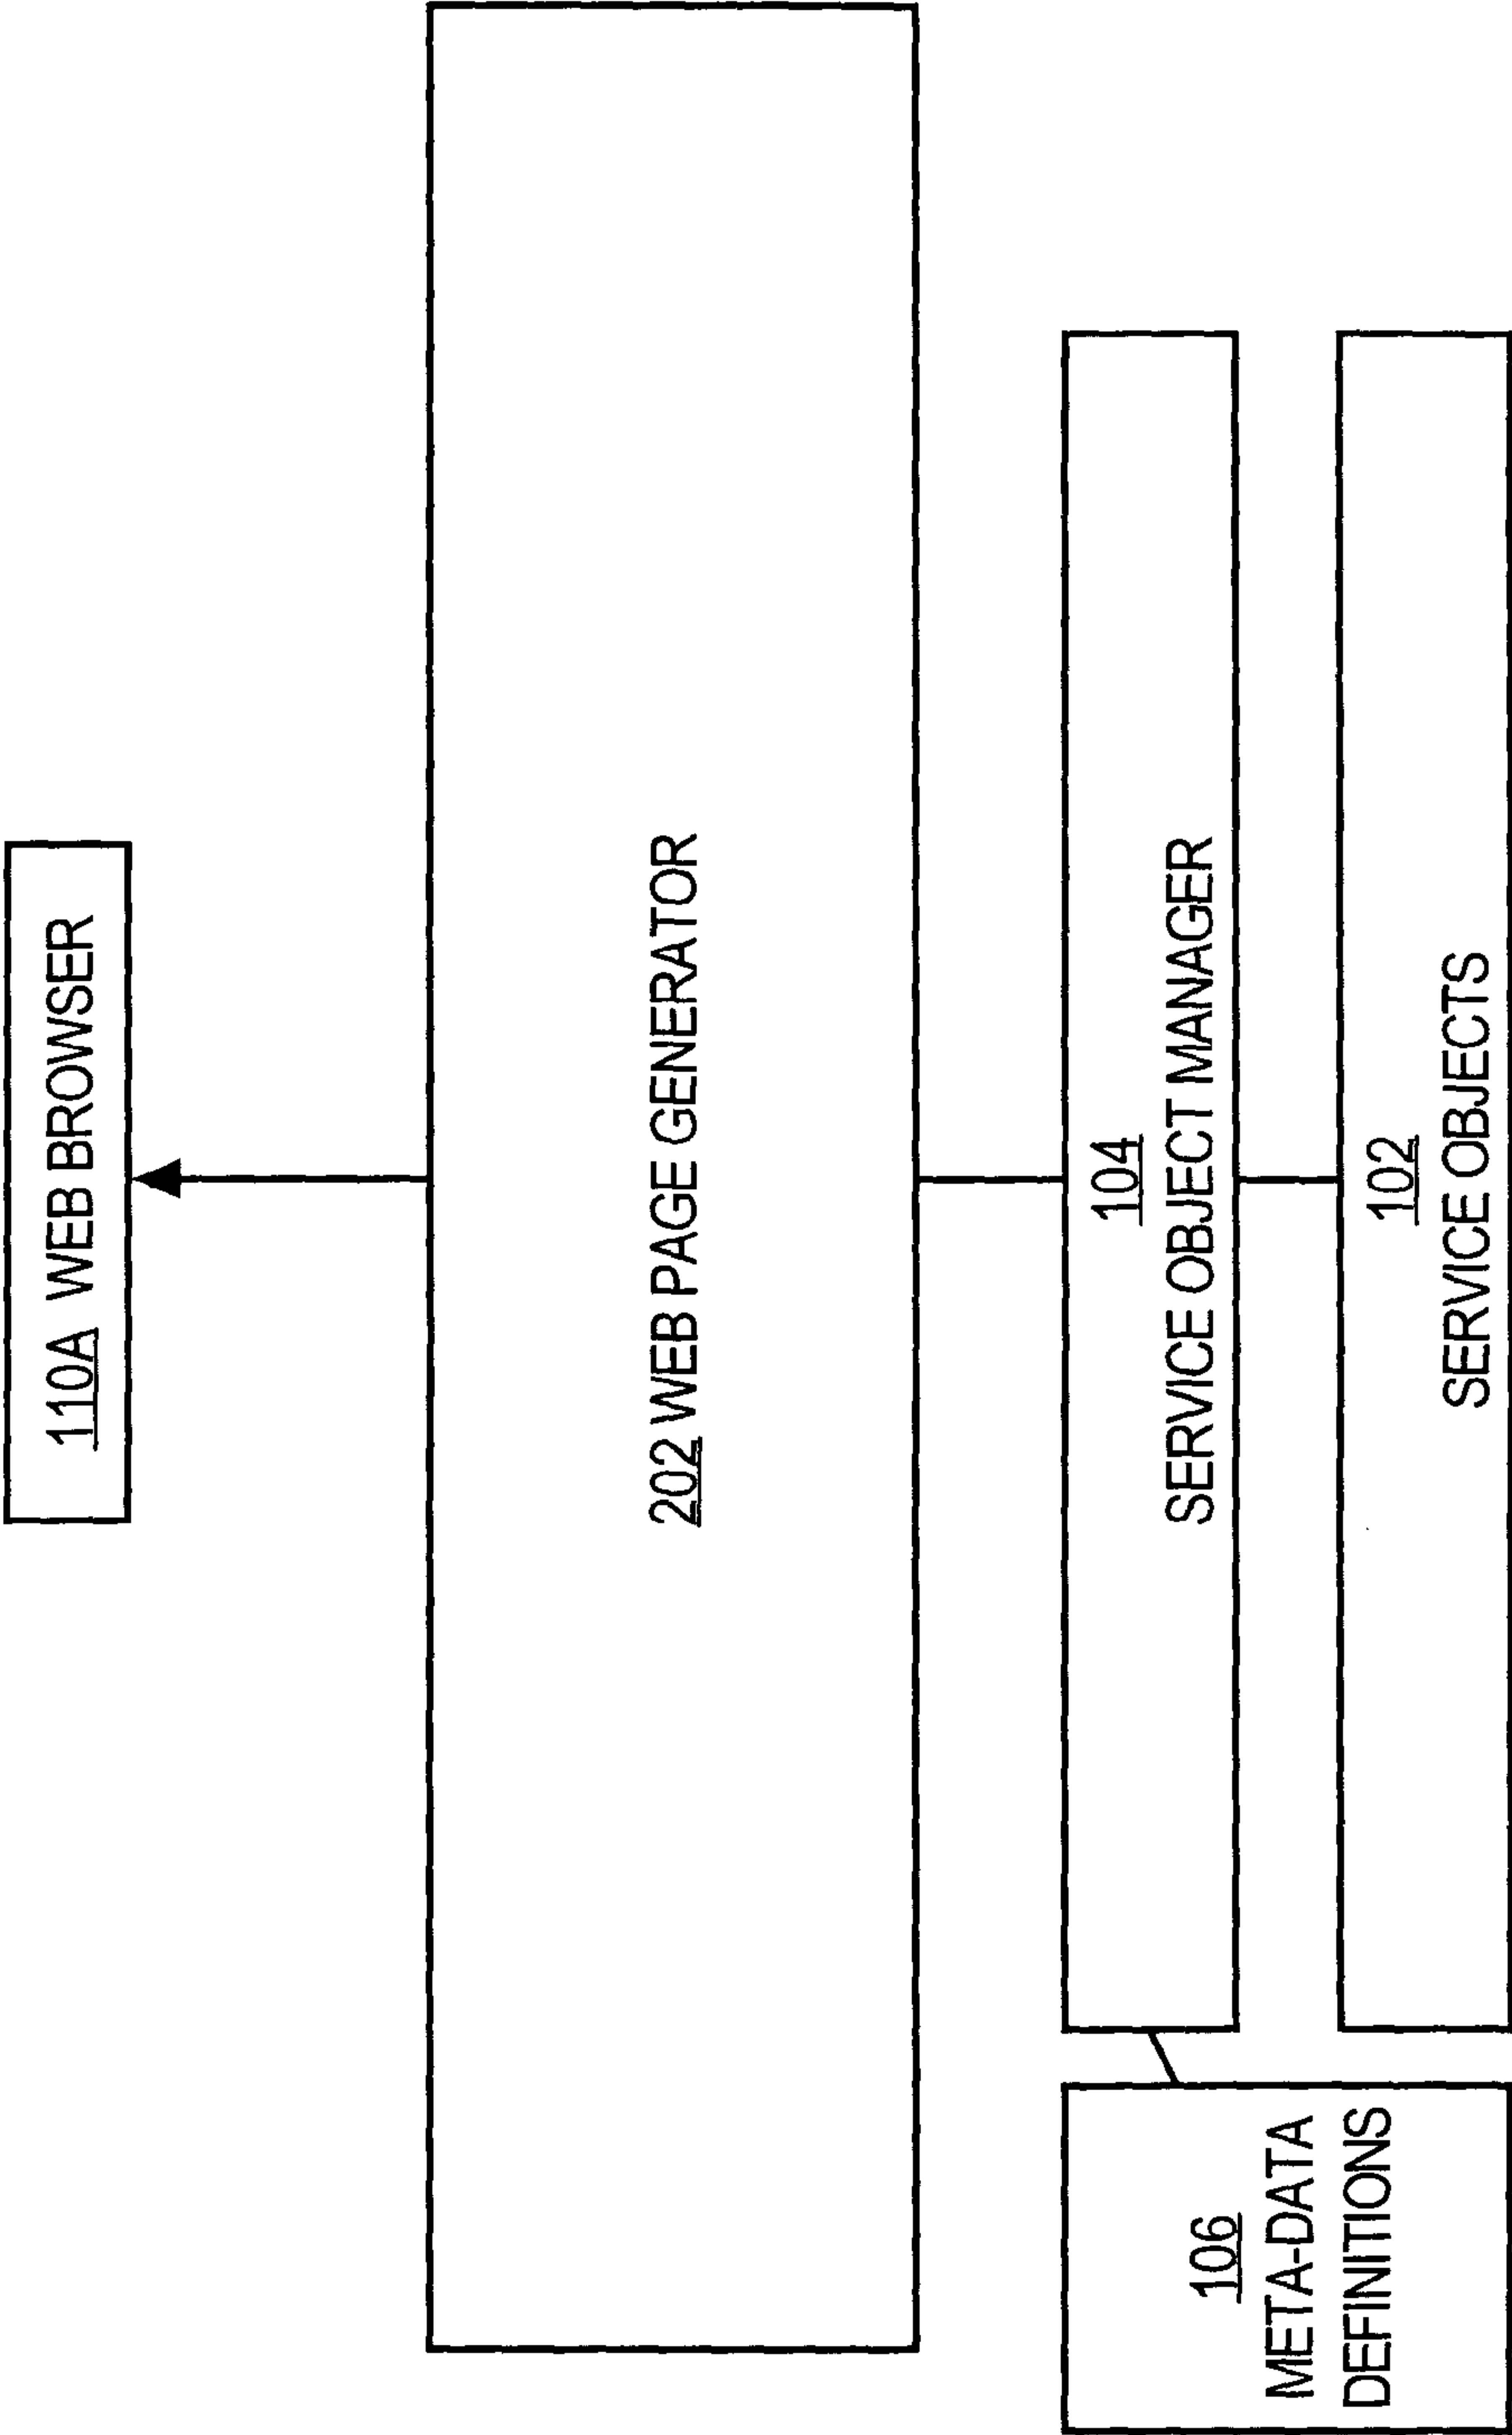 110A WEB BROWSER
202 WEB PAGE GENERATOR
104
SERVICE OBJECT MANAGER
102
SERVICE OBJECTS
106
META-DATA
DEFINITIONS